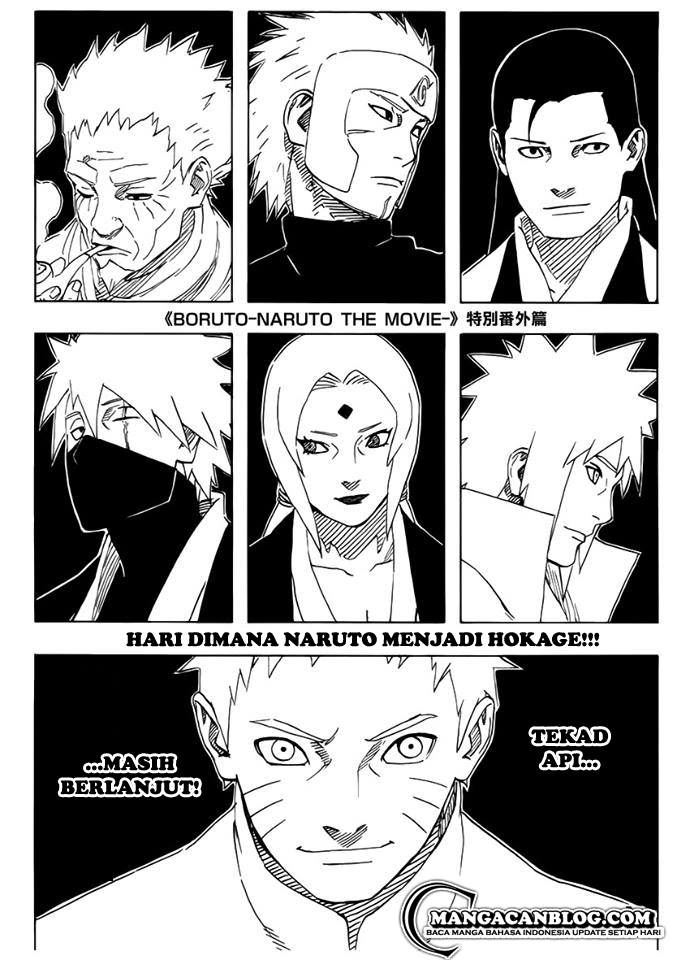 《BORUTO-NARUTO THE MOVIE-》特別番外篇
HARI DIMANA NARUTO MENJADI HOKAGE!!!
TEKAD
API...
...MASIH
BERLANJUT!
MANGACANBLOG.COM
BACA MANGA BAHASA INDONESIA UPDATE SETIAP HARI